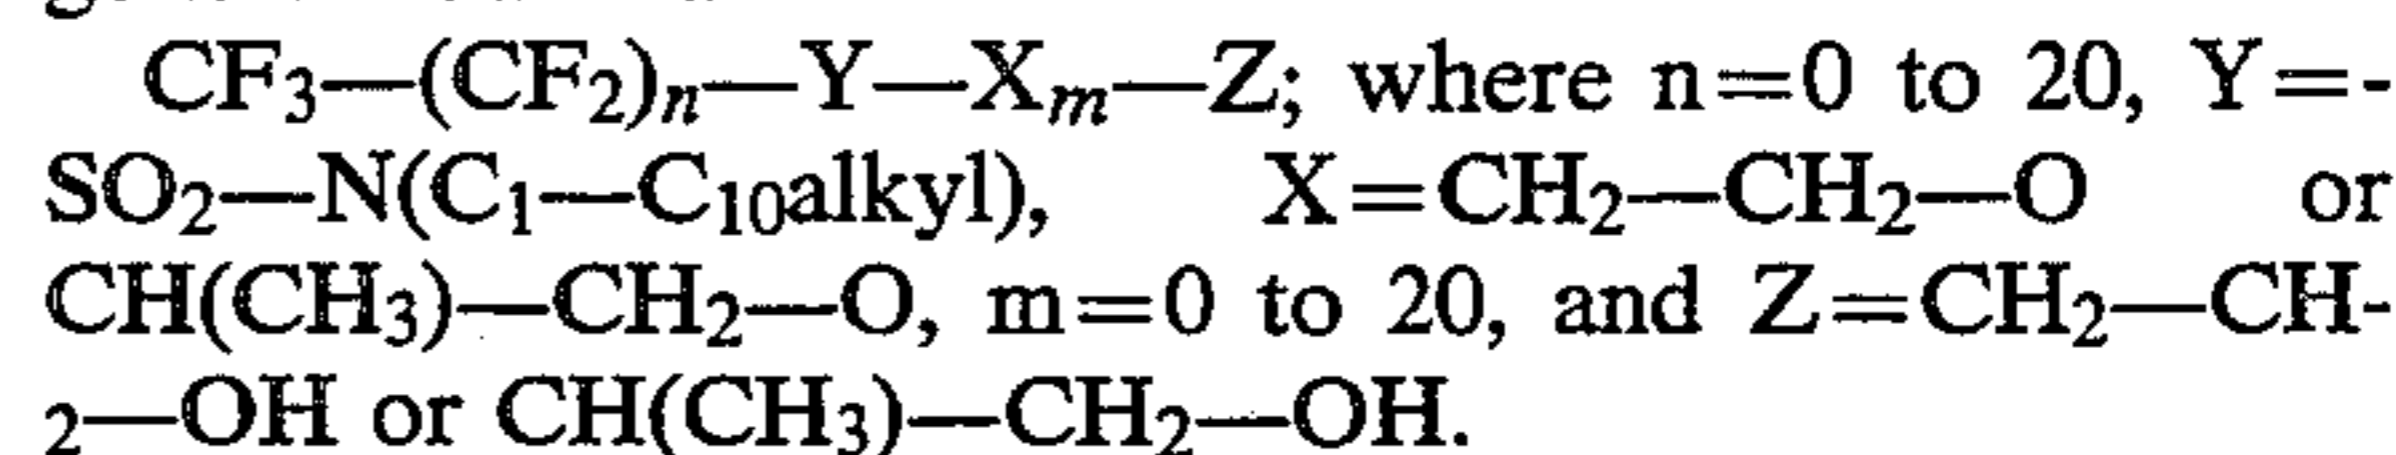 CF₃—(CF₂)ₙ—Y—Xₘ—Z; where n=0 to 20, Y=-
SO₂—N(C₁—C₁₀alkyl), X=CH₂—CH₂—O or
CH(CH₃)—CH₂—O, m=0 to 20, and Z=CH₂—CH-
₂—OH or CH(CH₃)—CH₂—OH.